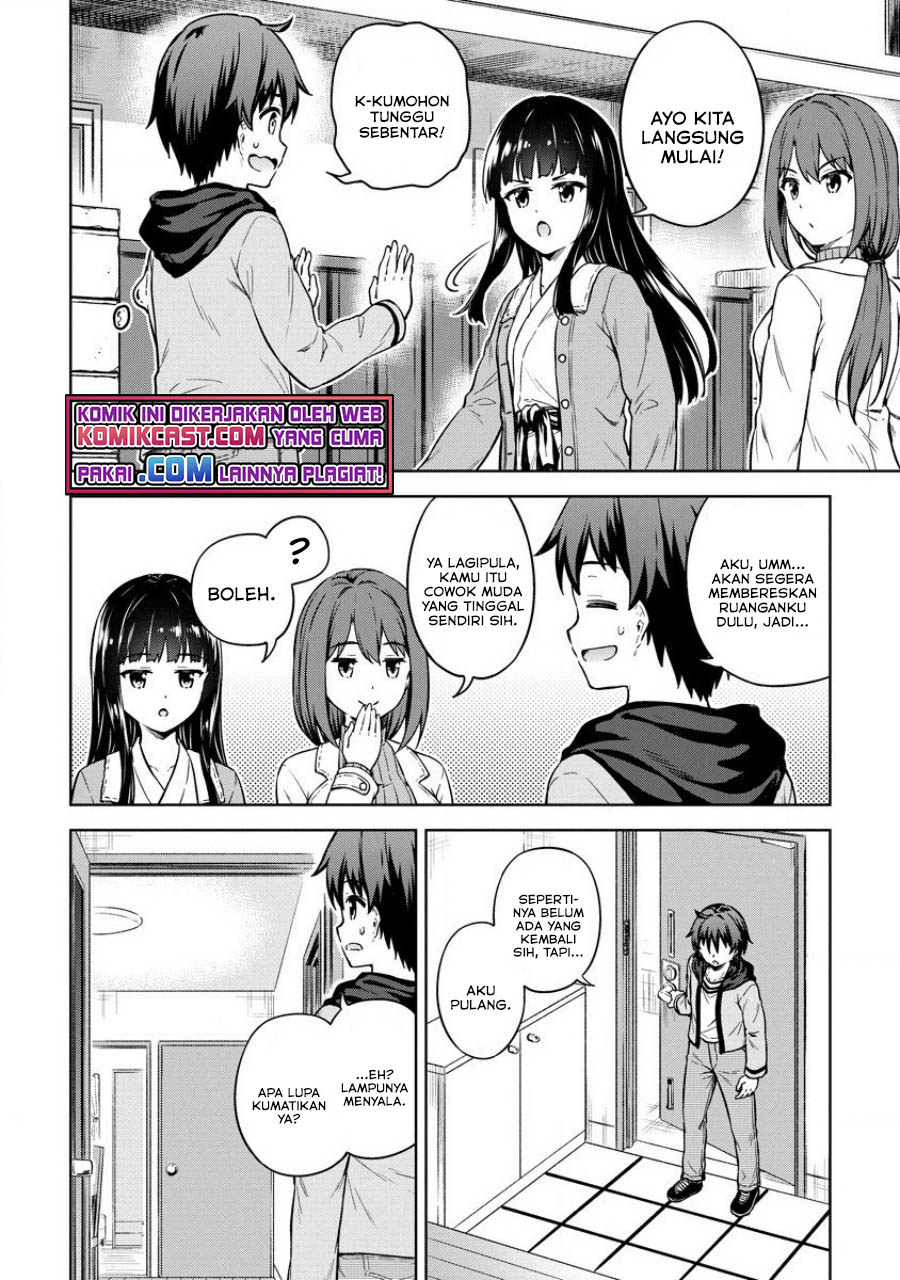 AYO KITA
LANGSUNG
MULAI!
K-KUMOHON
TUNGGU
SEBENTAR!
KOMIK INI DIKERJAKAN OLEH WEB
KOMIKCAST.COM YANG CUMA
PAKAI .COM LAINNYA PLAGIAT!
AKU, UMM...
AKAN SEGERA
MEMBERESKAN
RUANGANKU
DULU, JADI...
YA LAGIPULA,
KAMU ITU
COWOK MUDA
YANG TINGGAL
SENDIRI SIH.
?
BOLEH.
SEPERTI-
NYA BELUM
ADA YANG
KEMBALI
SIH, TAPI...
AKU
PULANG.
...EH?
LAMPUNYA
MENYALA.
APA LUPA
KUMATIKAN
YA?